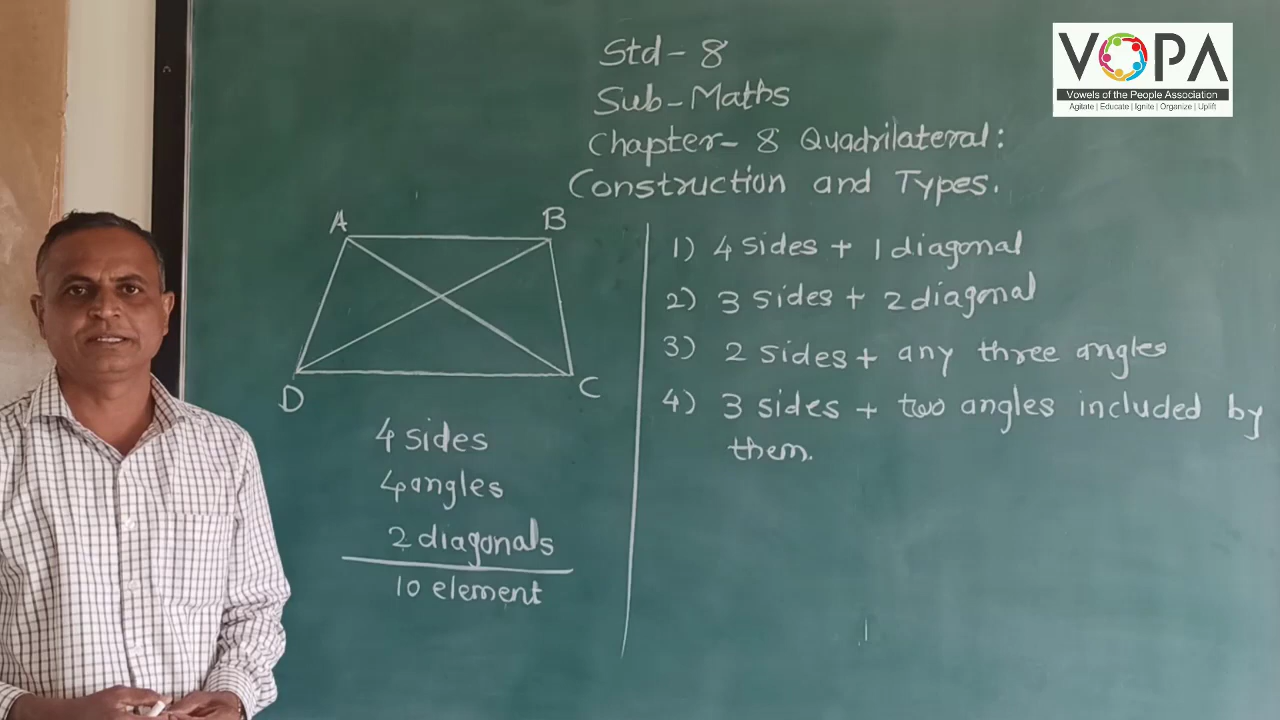 Std - 8
Sub - Maths
Chapter - 8 Quadrilateral :
Construction and Types.
VOPA
Vowels of the People Association
Agitate | Educate | Ignite | Organize | Uplift
A
B
D
C
4 sides
4 angles
2 diagonals
10 element
1) 4 sides + 1 diagonal
2) 3 sides + 2 diagonal
3) 2 sides + any three angles
4) 3 sides + two angles included by
them.